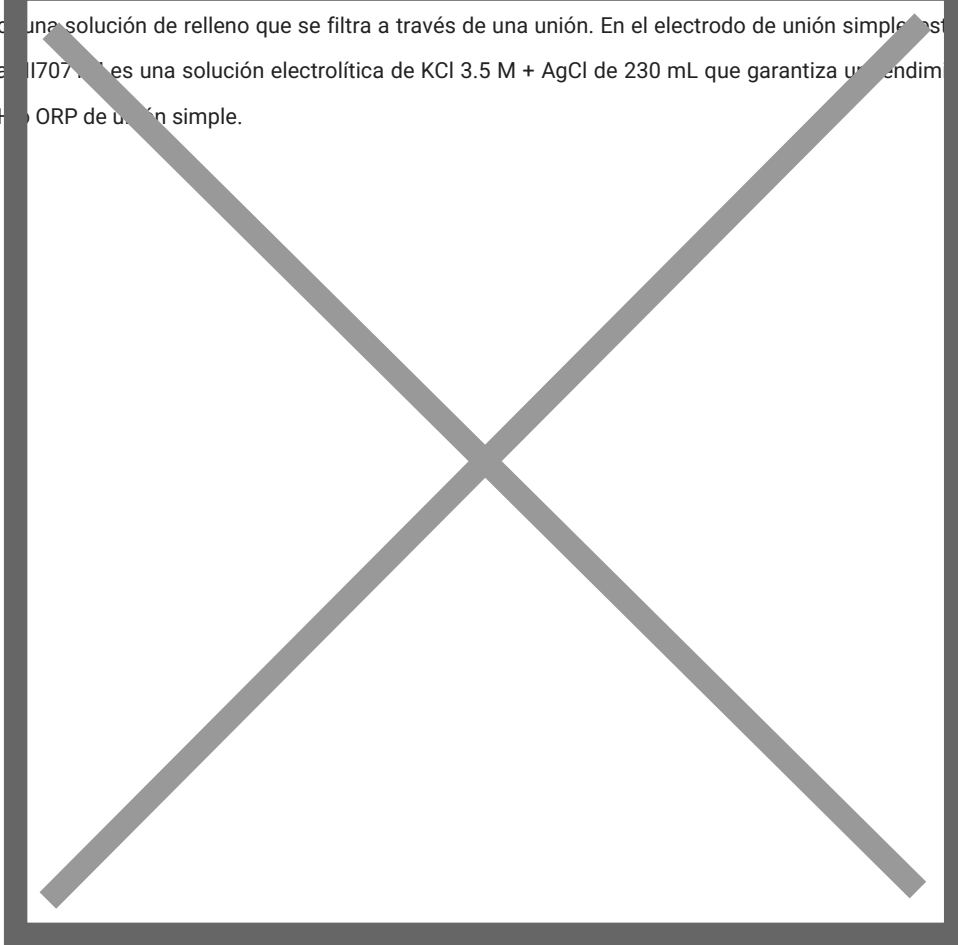 una solución de relleno que se filtra a través de una unión. En el electrodo de unión simple
es una solución electrolítica de KCl 3.5 M + AgCl de 230 mL que garantiza
ORP de simple.